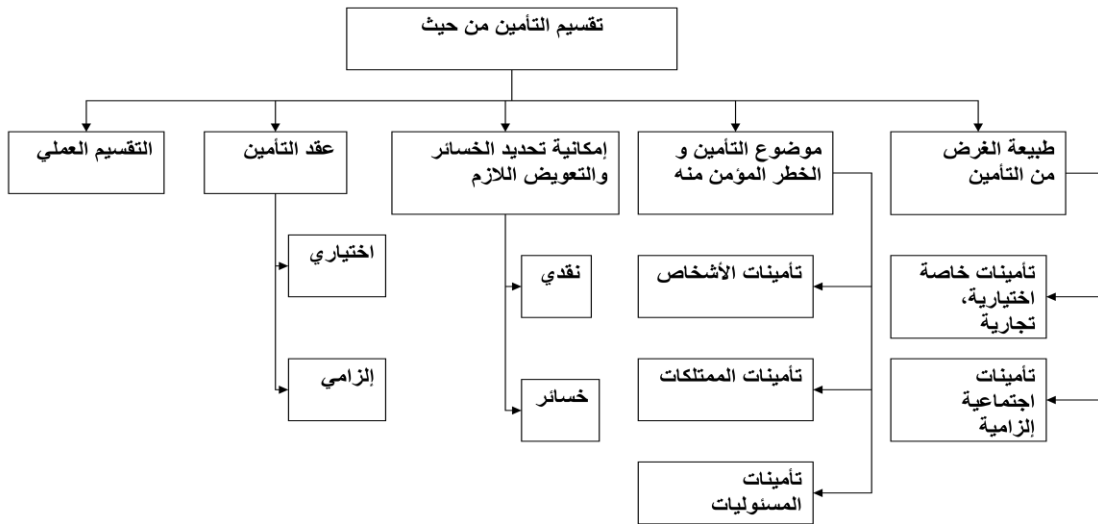 تقسيم التأمين من حيث
طبيعة الغرض
من التأمين
موضوع التأمين و
الخطر المؤمن منه
إمكانية تحديد الخسائر
والتعويض اللازم
عقد التأمين
التقسيم العملي
تأمينات خاصة
اختيارية،
تجارية
تأمينات
اجتماعية
إلزامية
تأمينات الأشخاص
تأمينات الممتلكات
تأمينات
المسئوليات
نقدي
خسائر
اختياري
إلزامي